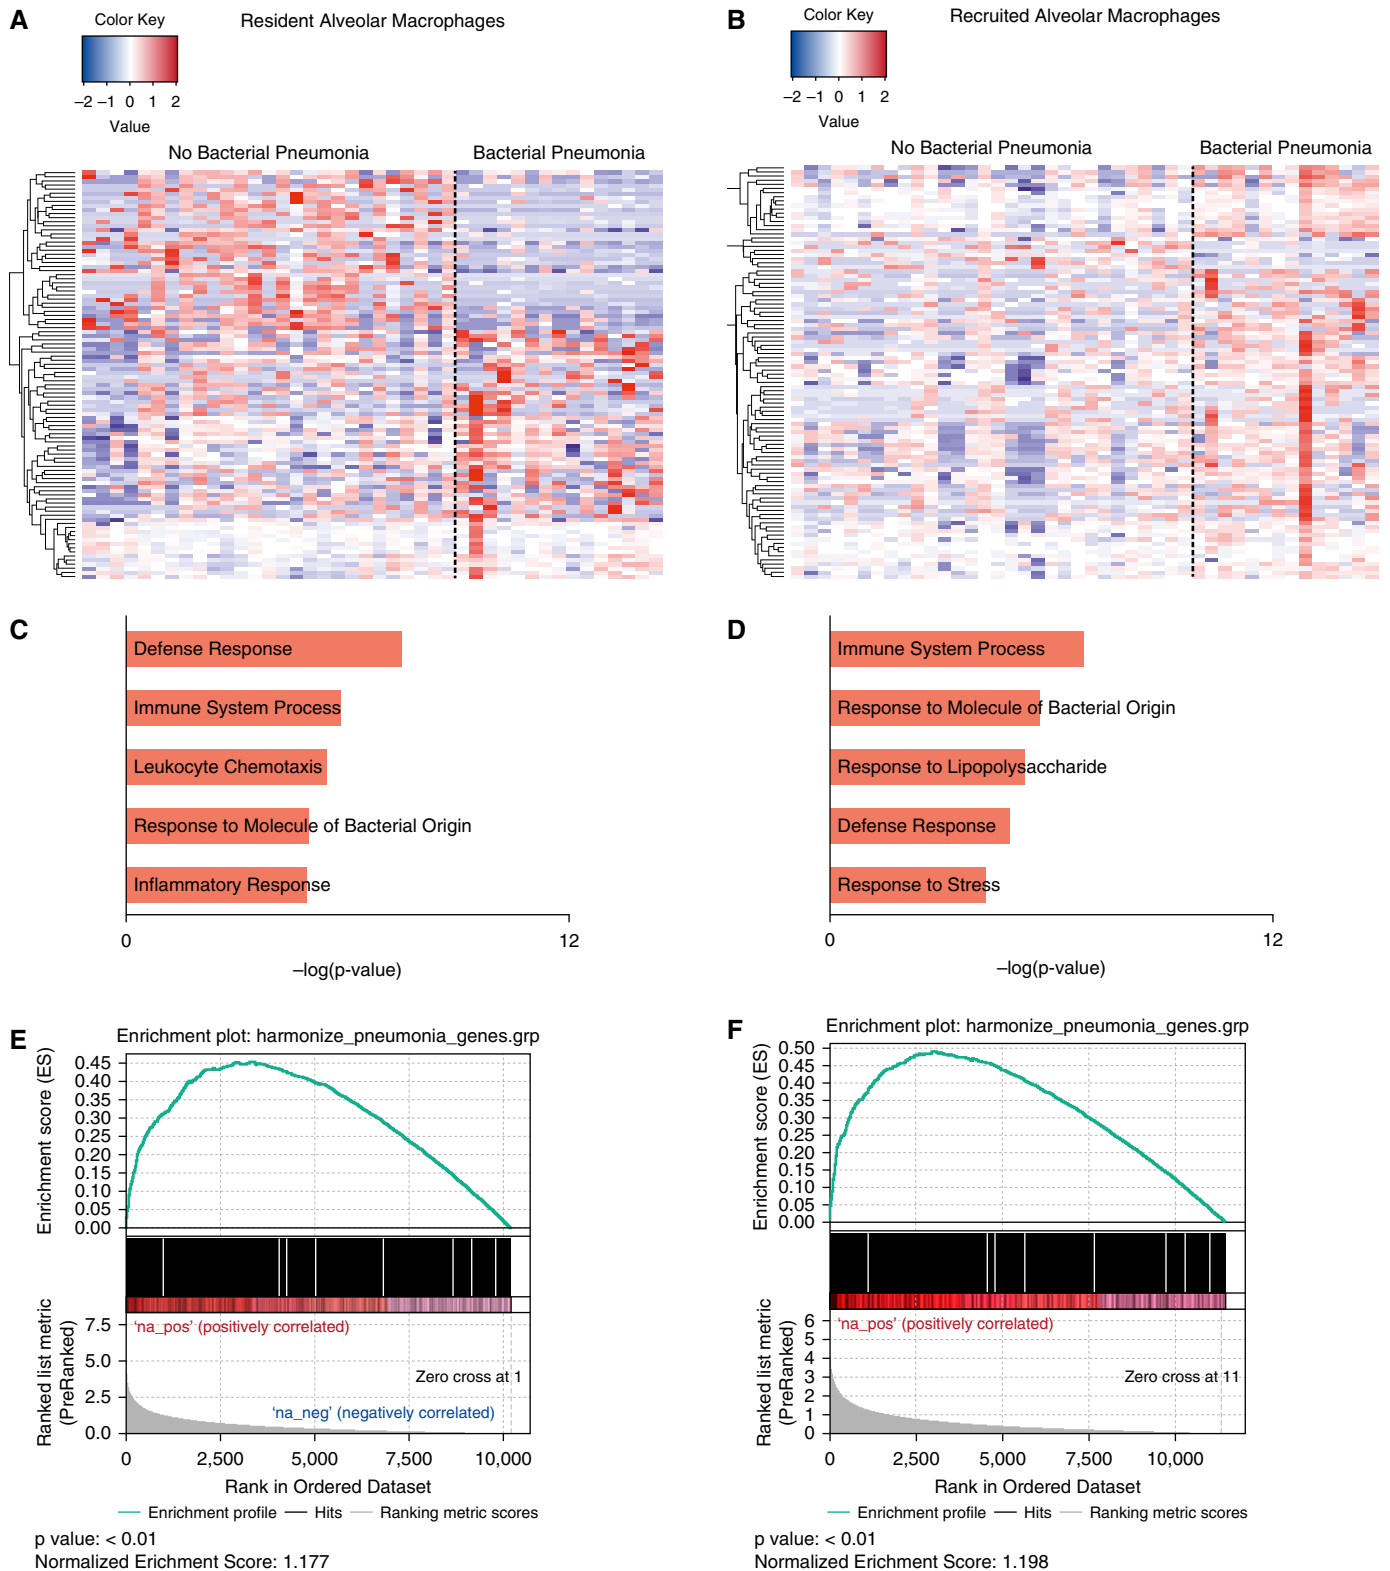 A
Color Key
Resident Alveolar Macrophages
–2 –1 0 1 2
Value
No Bacterial Pneumonia
Bacterial Pneumonia
B
Color Key
Recruited Alveolar Macrophages
–2 –1 0 1 2
Value
No Bacterial Pneumonia
Bacterial Pneumonia
C
Defense Response
Immune System Process
Leukocyte Chemotaxis
Response to Molecule of Bacterial Origin
Inflammatory Response
0
12
–log(p-value)
D
Immune System Process
Response to Molecule of Bacterial Origin
Response to Lipopolysaccharide
Defense Response
Response to Stress
0
12
–log(p-value)
E
Enrichment plot: harmonize_pneumonia_genes.grp
Enrichment score (ES)
0.45
0.40
0.35
0.30
0.25
0.20
0.15
0.10
0.05
0.00
Ranked list metric
(PreRanked)
7.5
5.0
2.5
0.0
'na_pos' (positively correlated)
Zero cross at 1
'na_neg' (negatively correlated)
0 2,500 5,000 7,500 10,000
Rank in Ordered Dataset
Enrichment profile Hits Ranking metric scores
p value: < 0.01
Normalized Erichment Score: 1.177
F
Enrichment plot: harmonize_pneumonia_genes.grp
Enrichment score (ES)
0.50
0.45
0.40
0.35
0.30
0.25
0.20
0.15
0.10
0.05
0.00
Ranked list metric
(PreRanked)
6
5
4
3
2
1
0
'na_pos' (positively correlated)
Zero cross at 11
0 2,500 5,000 7,500 10,000
Rank in Ordered Dataset
Enrichment profile Hits Ranking metric scores
p value: < 0.01
Normalized Erichment Score: 1.198